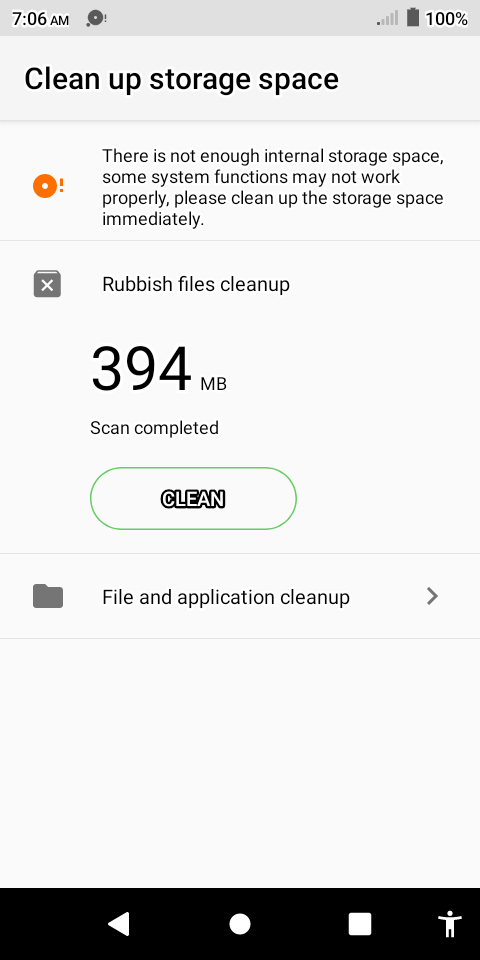 7:06 AM
100%
Clean up storage space
There is not enough internal storage space,
some system functions may not work
properly, please clean up the storage space
immediately.
Rubbish files cleanup
394 MB
Scan completed
CLEAN
File and application cleanup